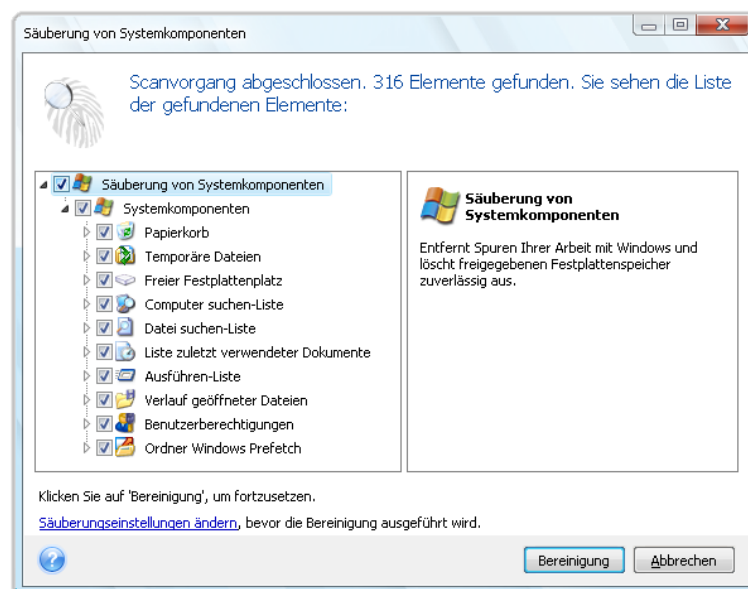 Säuberung von Systemkomponenten
Scanvorgang abgeschlossen. 316 Elemente gefunden. Sie sehen die Liste
der gefundenen Elemente:
Säuberung von Systemkomponenten
Systemkomponenten
Papierkorb
Temporäre Dateien
Freier Festplattenplatz
Computer suchen-Liste
Datei suchen-Liste
Liste zuletzt verwendeter Dokumente
Ausführen-Liste
Verlauf geöffneter Dateien
Benutzerberechtigungen
Ordner Windows Prefetch
Säuberung von
Systemkomponenten
Entfernt Spuren Ihrer Arbeit mit Windows und
löscht freigegebenen Festplattenspeicher
zuverlässig aus.
Klicken Sie auf 'Bereinigung', um fortzusetzen.
Säuberungseinstellungen ändern, bevor die Bereinigung ausgeführt wird.
Bereinigung Abbrechen